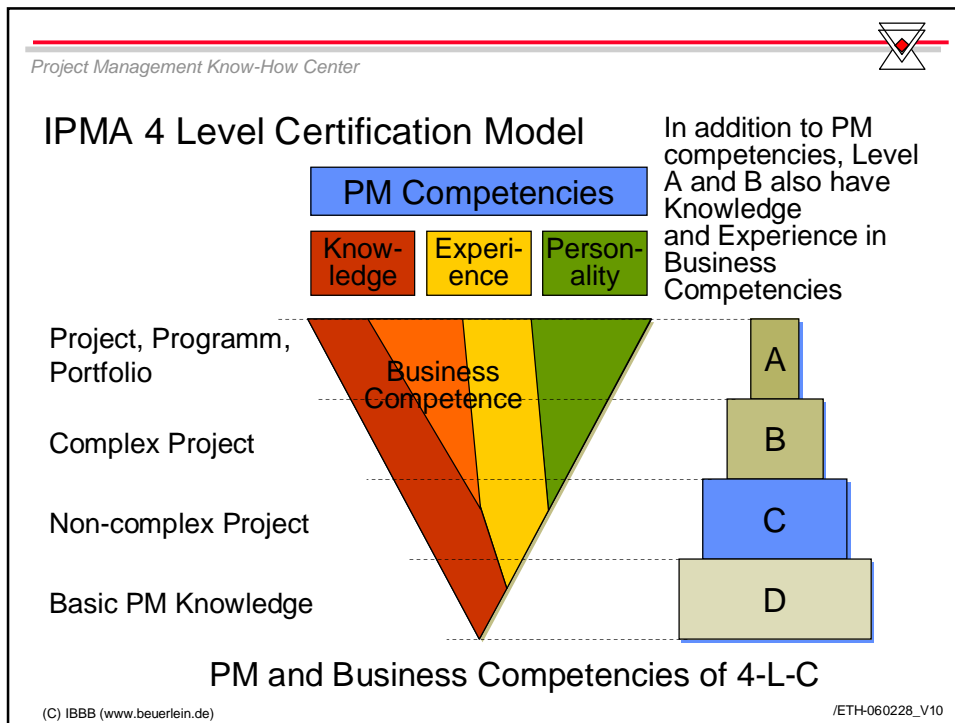 Project Management Know-How Center
IPMA 4 Level Certification Model
In addition to PM
competencies, Level
A and B also have
Knowledge
and Experience in
Business
Competencies
PM Competencies
Know-
ledge
Experi-
ence
Person-
ality
Project, Programm,
Portfolio
Business
Competence
A
Complex Project
B
Non-complex Project
C
Basic PM Knowledge
D
PM and Business Competencies of 4-L-C
(C) IBBB (www.beuerlein.de)
/ETH-060228_V10